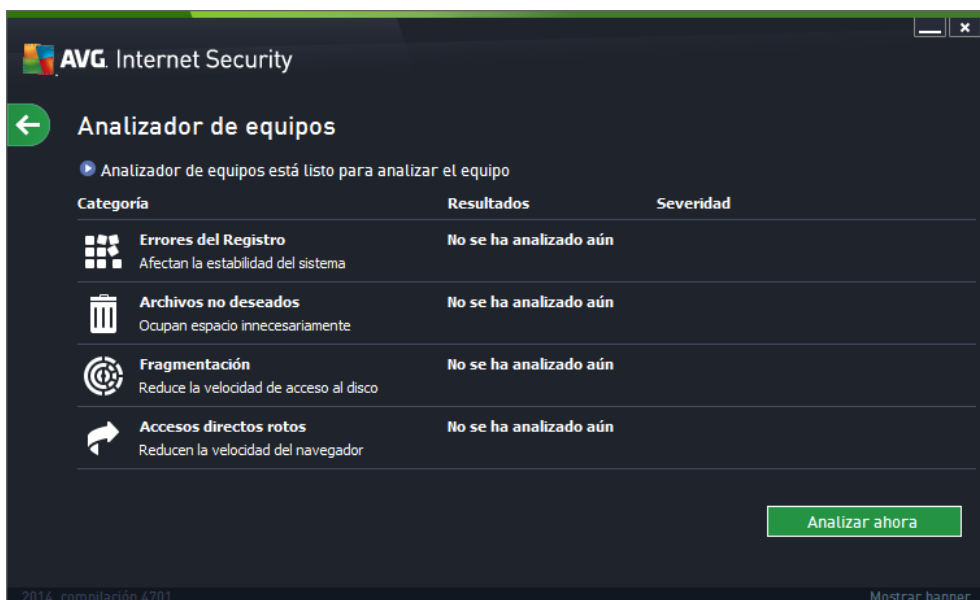 AVG. Internet Security
Analizador de equipos
Analizador de equipos está listo para analizar el equipo
Categoría Resultados Severidad
Errores del Registro No se ha analizado aún
Afectan la estabilidad del sistema
Archivos no deseados No se ha analizado aún
Ocupan espacio innecesariamente
Fragmentación No se ha analizado aún
Reduce la velocidad de acceso al disco
Accesos directos rotos No se ha analizado aún
Reducen la velocidad del navegador
Analizar ahora
2014 compilación 4701 Mostrar banner